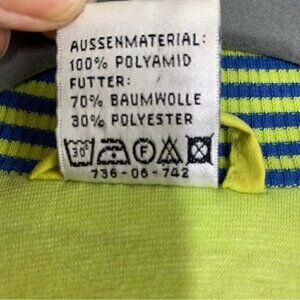 AUSSENMATERIAL:
100% POLYAMID
FUTTER:
70% BAUMWOLLE
30% POLYESTER
30° F A
736-06-742